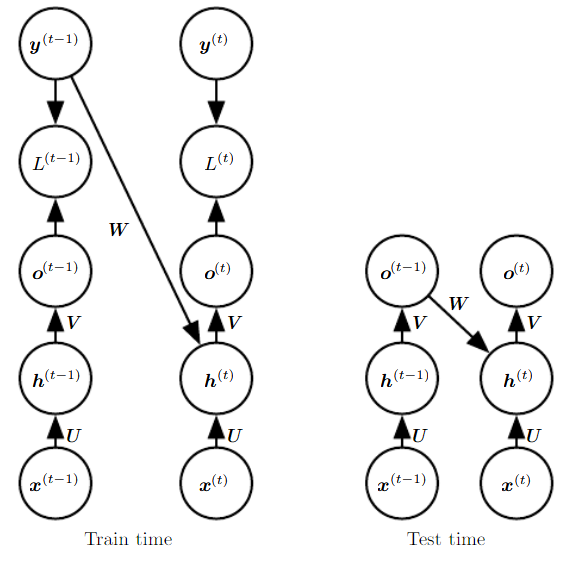 y^(t−1) y^(t)
L^(t−1) L^(t)
W
o^(t−1) o^(t) o^(t−1) o^(t)
W
V V V V
h^(t−1) h^(t) h^(t−1) h^(t)
U U U U
x^(t−1) x^(t) x^(t−1) x^(t)
Train time Test time